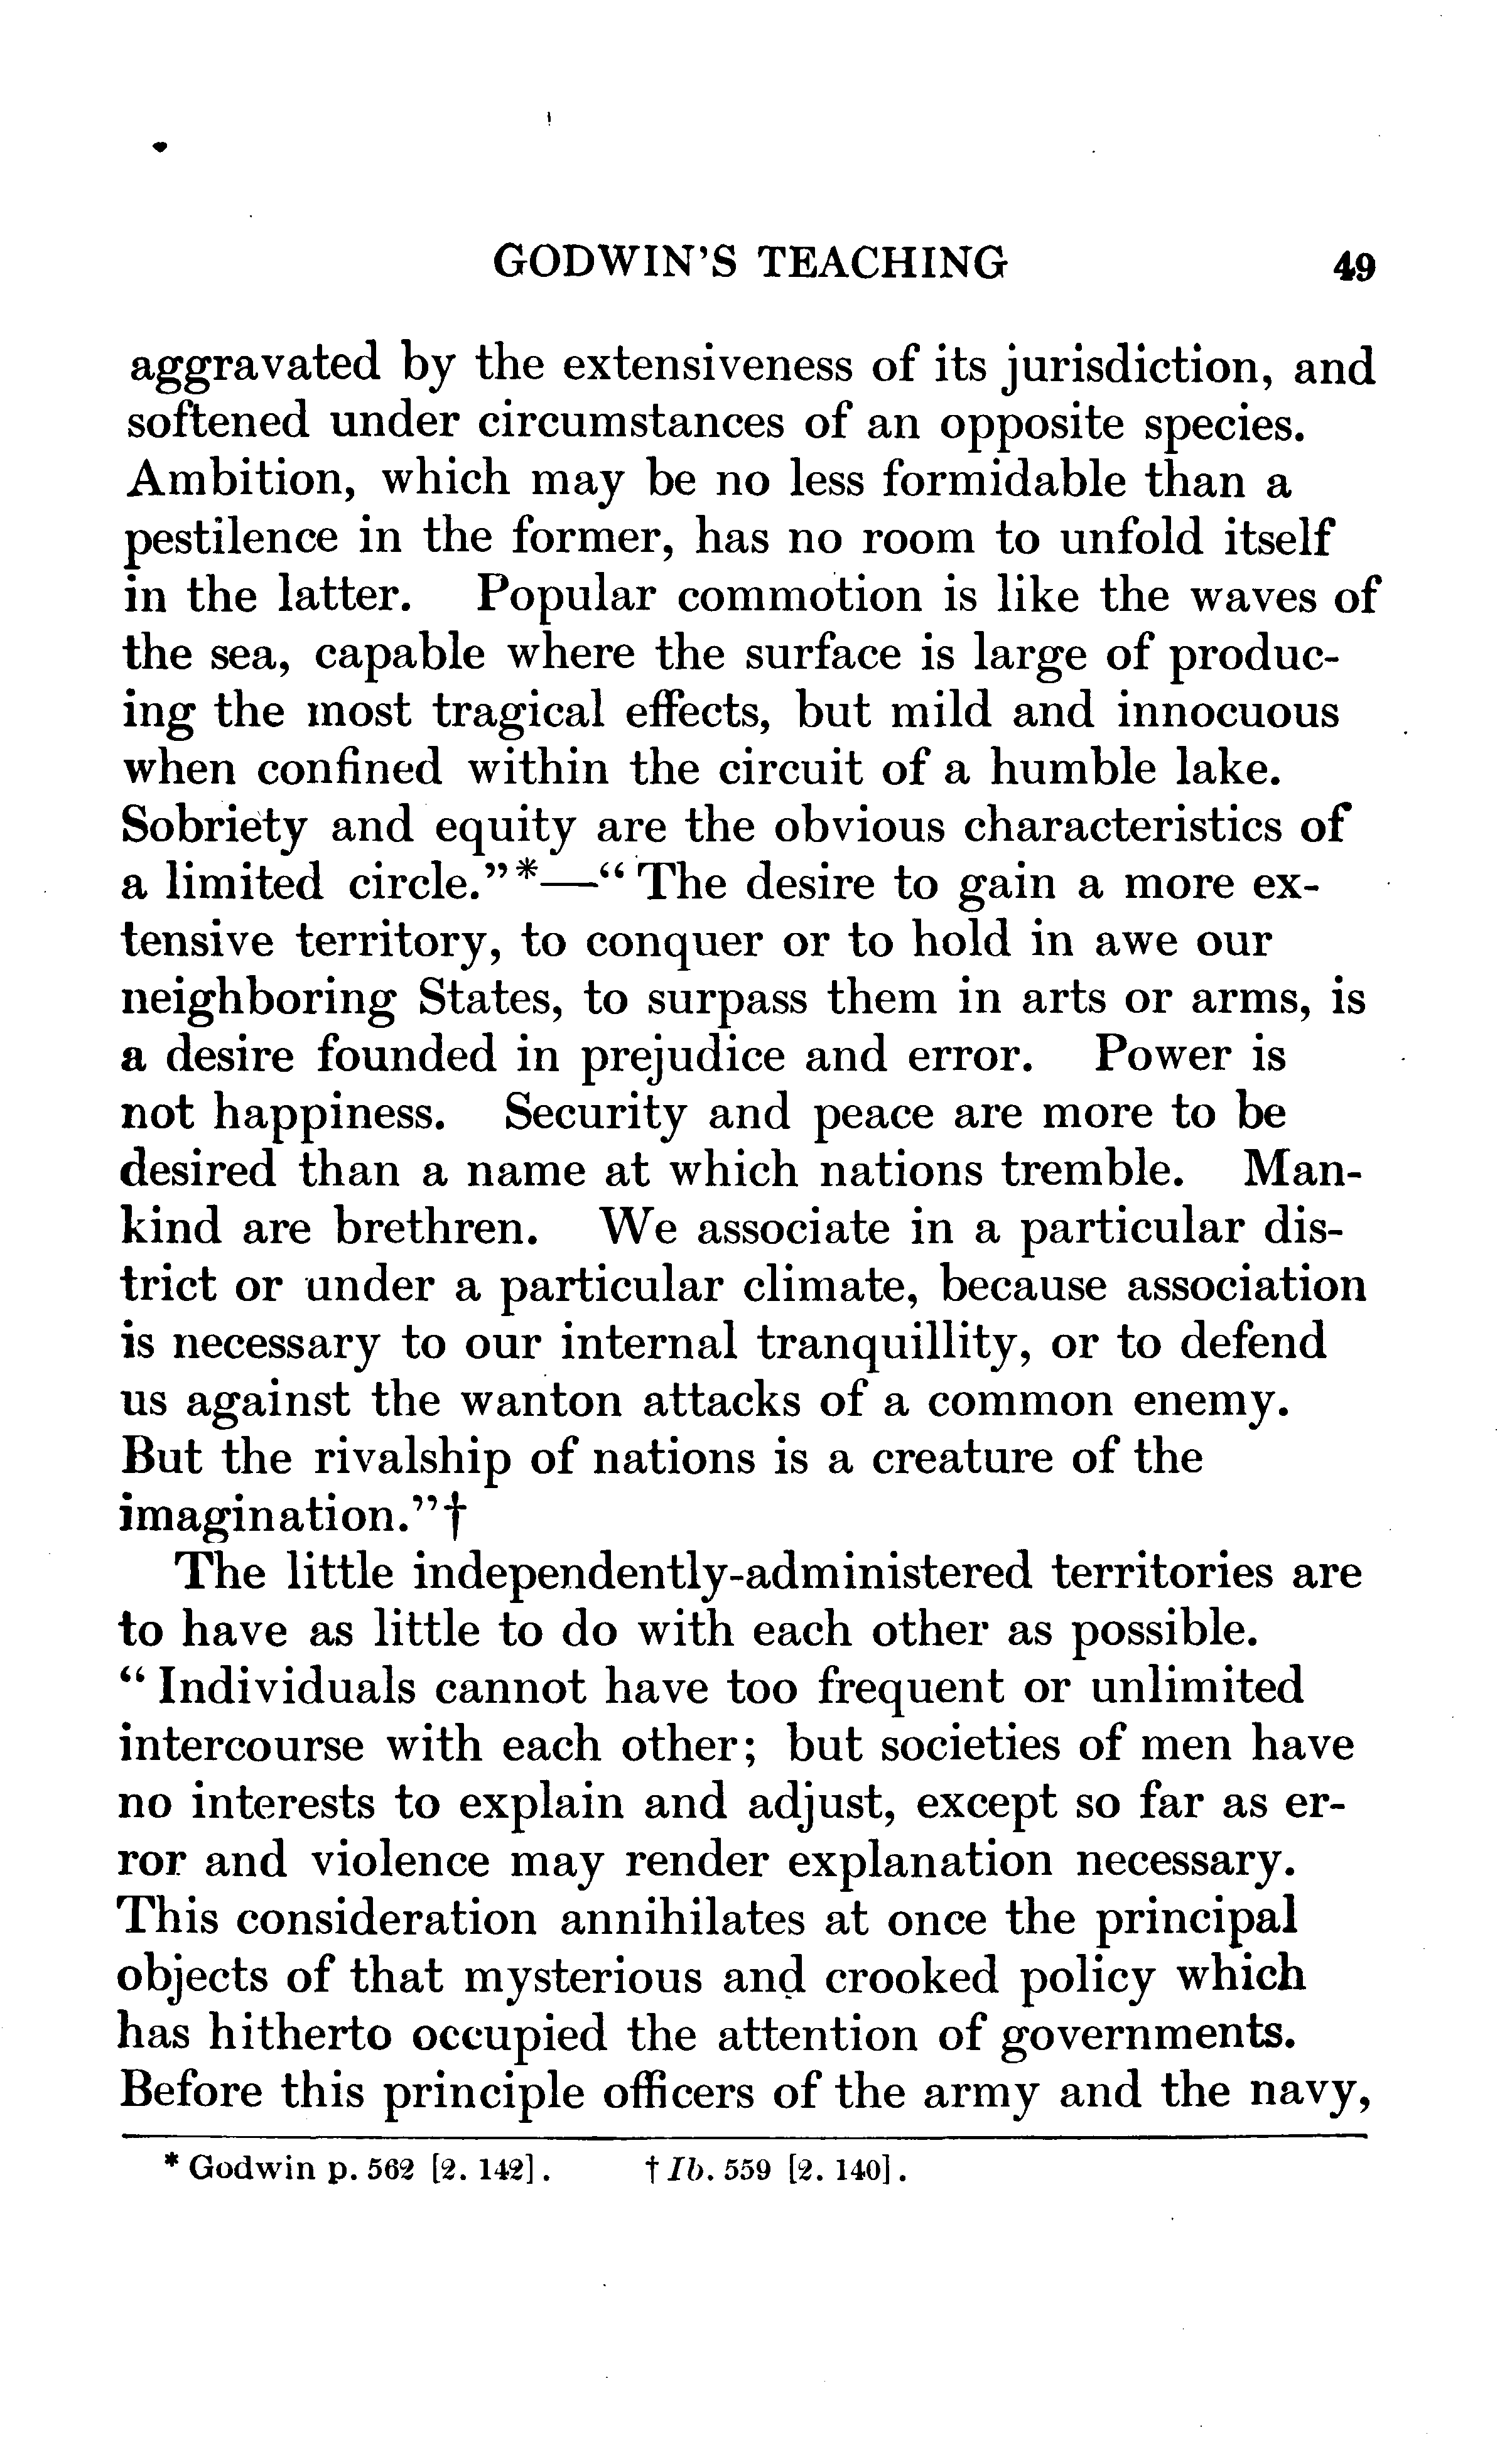 GODWIN'S TEACHING 49
aggravated by the extensiveness of its jurisdiction, and
softened under circumstances of an opposite species.
Ambition, which may be no less formidable than a
pestilence in the former, has no room to unfold itself
in the latter. Popular commotion is like the waves of
the sea, capable where the surface is large of produc-
ing the most tragical effects, but mild and innocuous
when confined within the circuit of a humble lake.
Sobriety and equity are the obvious characteristics of
a limited circle."*—"The desire to gain a more ex-
tensive territory, to conquer or to hold in awe our
neighboring States, to surpass them in arts or arms, is
a desire founded in prejudice and error. Power is
not happiness. Security and peace are more to be
desired than a name at which nations tremble. Man-
kind are brethren. We associate in a particular dis-
trict or under a particular climate, because association
is necessary to our internal tranquillity, or to defend
us against the wanton attacks of a common enemy.
But the rivalship of nations is a creature of the
imagination."†
The little independently-administered territories are
to have as little to do with each other as possible.
"Individuals cannot have too frequent or unlimited
intercourse with each other; but societies of men have
no interests to explain and adjust, except so far as er-
ror and violence may render explanation necessary.
This consideration annihilates at once the principal
objects of that mysterious and crooked policy which
has hitherto occupied the attention of governments.
Before this principle officers of the army and the navy,
* Godwin p. 562 [2. 142]. † Ib. 559 [2. 140].